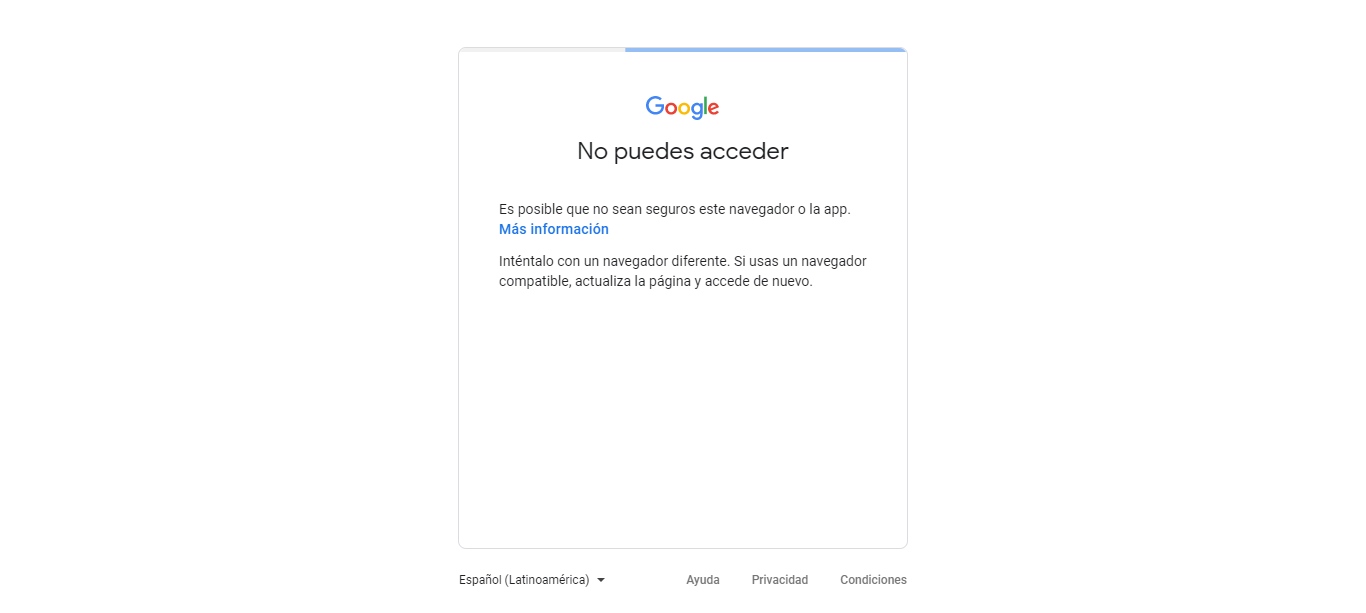 Google
No puedes acceder
Es posible que no sean seguros este navegador o la app.
Más información
Inténtalo con un navegador diferente. Si usas un navegador
compatible, actualiza la página y accede de nuevo.
Español (Latinoamérica) Ayuda Privacidad Condiciones